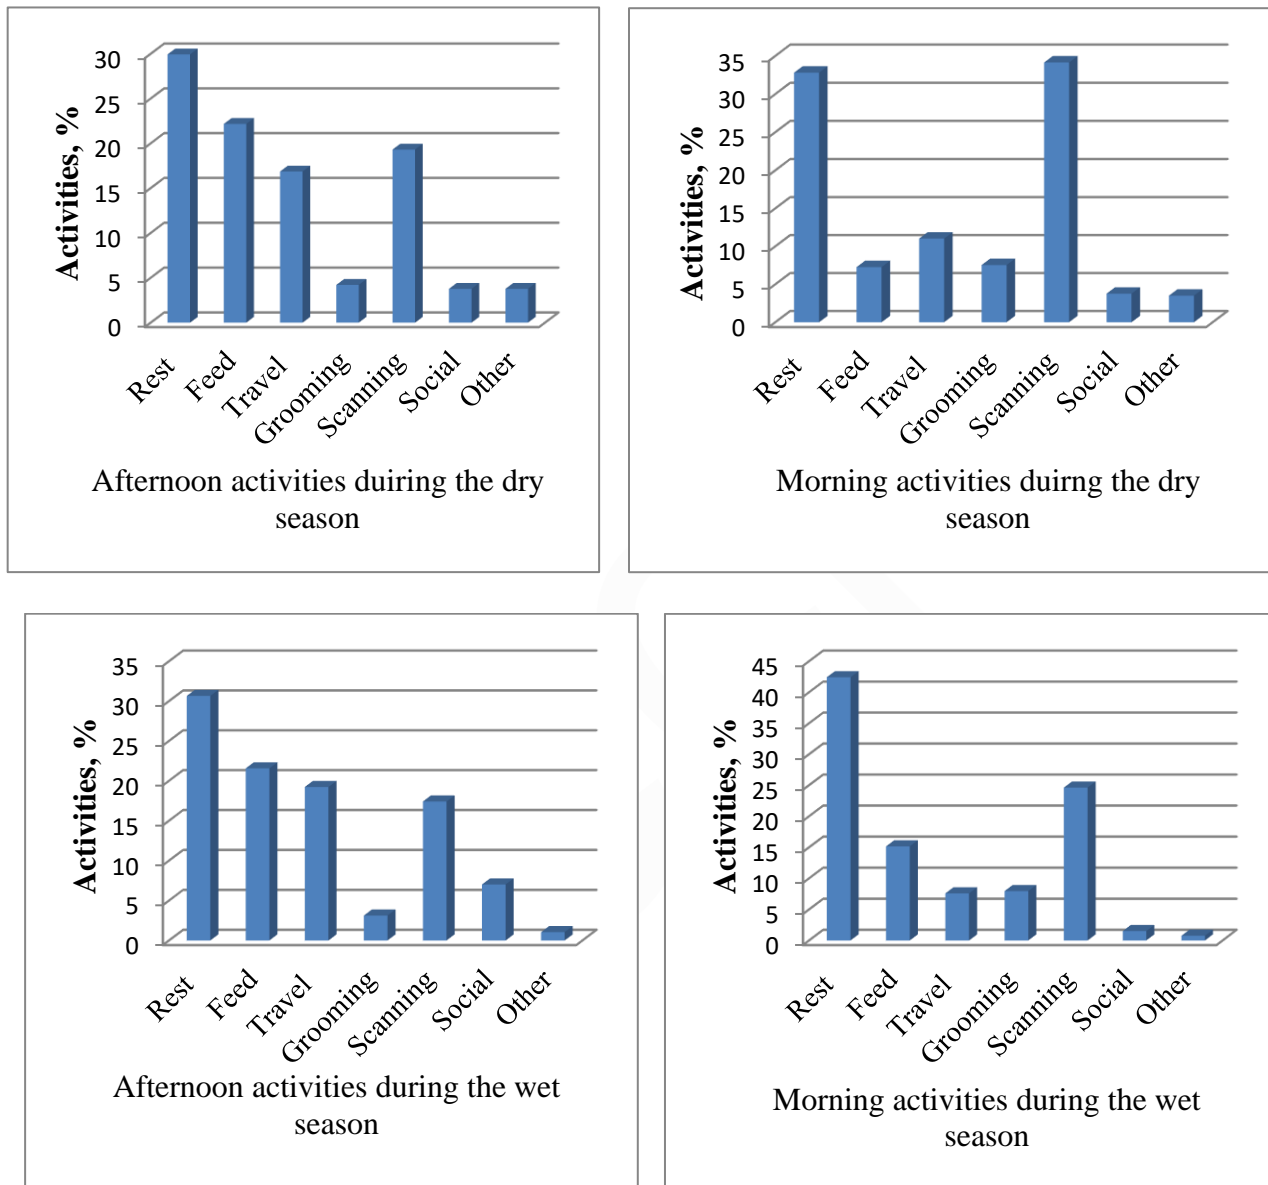 Activities, %
30
25
20
15
10
5
0
Rest
Feed
Travel
Grooming
Scanning
Social
Other
Afternoon activities duiring the dry
season
Activities, %
35
30
25
20
15
10
5
0
Rest
Feed
Travel
Grooming
Scanning
Social
Other
Morning activities duirng the dry
season
Activities, %
35
30
25
20
15
10
5
0
Rest
Feed
Travel
Grooming
Scanning
Social
Other
Afternoon activities during the wet
season
Activities, %
45
40
35
30
25
20
15
10
5
0
Rest
Feed
Travel
Grooming
Scanning
Social
Other
Morning activities during the wet
season